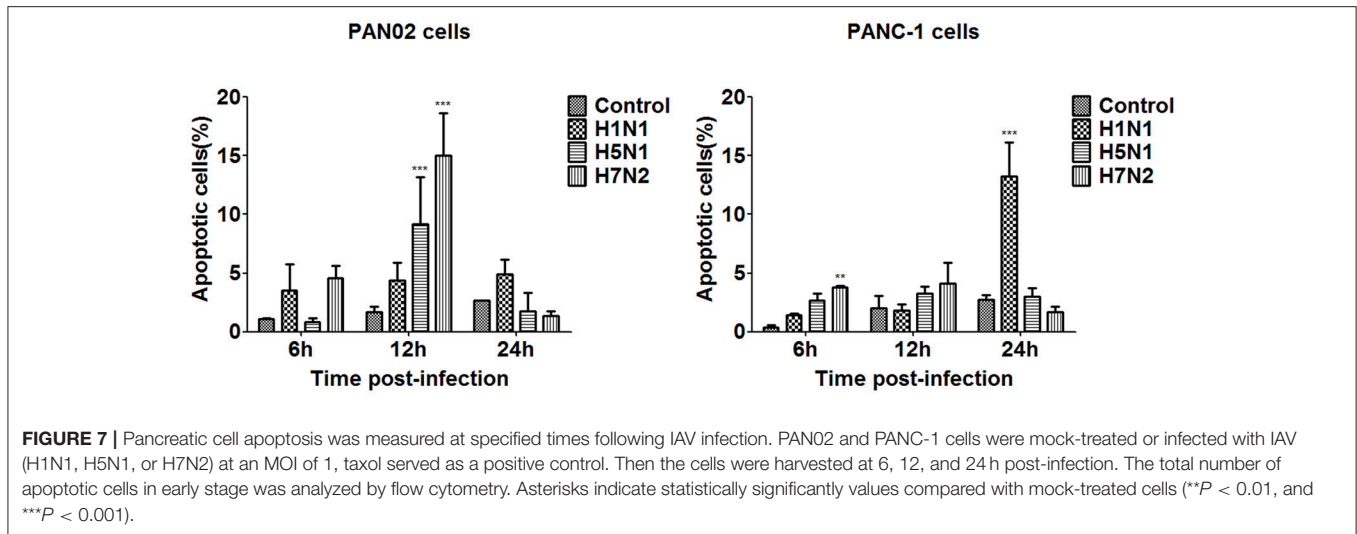 PAN02 cells
20
15
10
5
0
Apoptotic cells(%)
***
***
6h 12h 24h
Time post-infection
Control
H1N1
H5N1
H7N2
PANC-1 cells
20
15
10
5
0
Apoptotic cells(%)
**
***
6h 12h 24h
Time post-infection
Control
H1N1
H5N1
H7N2
FIGURE 7 | Pancreatic cell apoptosis was measured at specified times following IAV infection. PAN02 and PANC-1 cells were mock-treated or infected with IAV
(H1N1, H5N1, or H7N2) at an MOI of 1, taxol served as a positive control. Then the cells were harvested at 6, 12, and 24 h post-infection. The total number of
apoptotic cells in early stage was analyzed by flow cytometry. Asterisks indicate statistically significantly values compared with mock-treated cells (**P < 0.01, and
***P < 0.001).